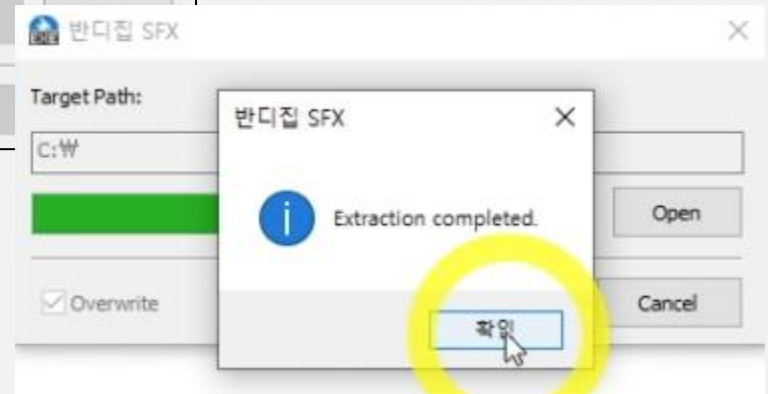 반디집 SFX
Target Path:
C:₩
Open
Overwrite
Cancel
반디집 SFX
Extraction completed.
확인